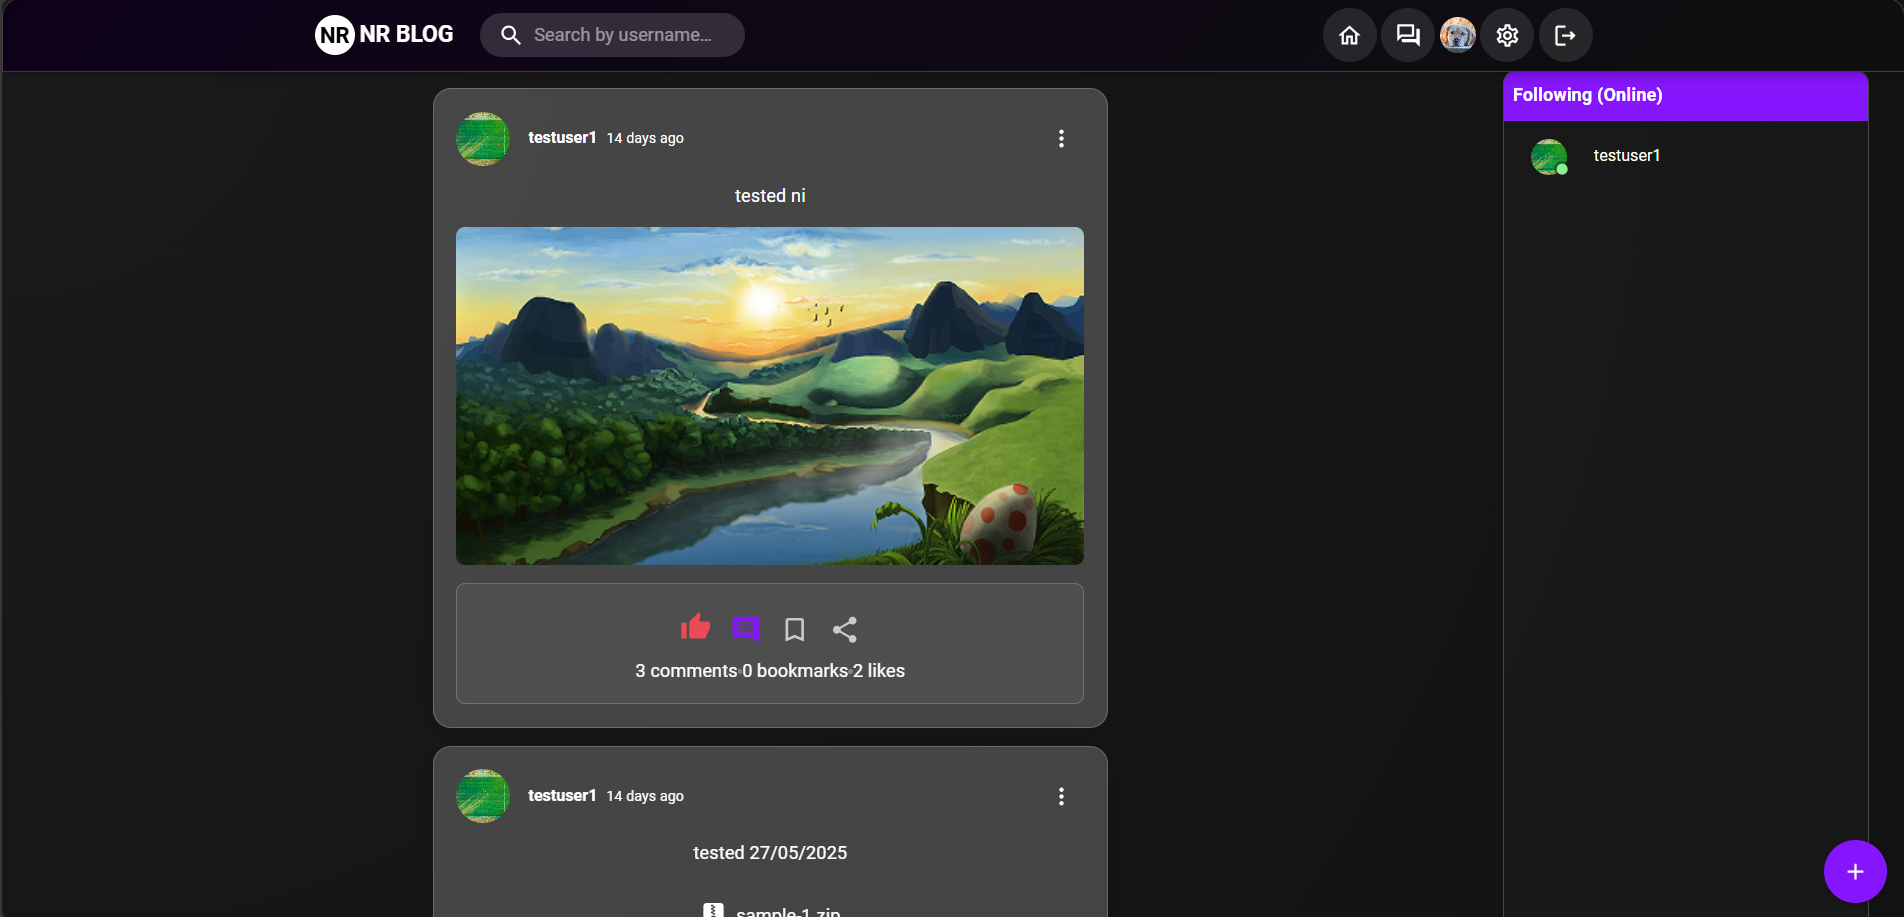 NR NR BLOG
Search by username...
Following (Online)
testuser1
testuser1 14 days ago
tested ni
3 comments·0 bookmarks·2 likes
testuser1 14 days ago
tested 27/05/2025
sample-1.zip